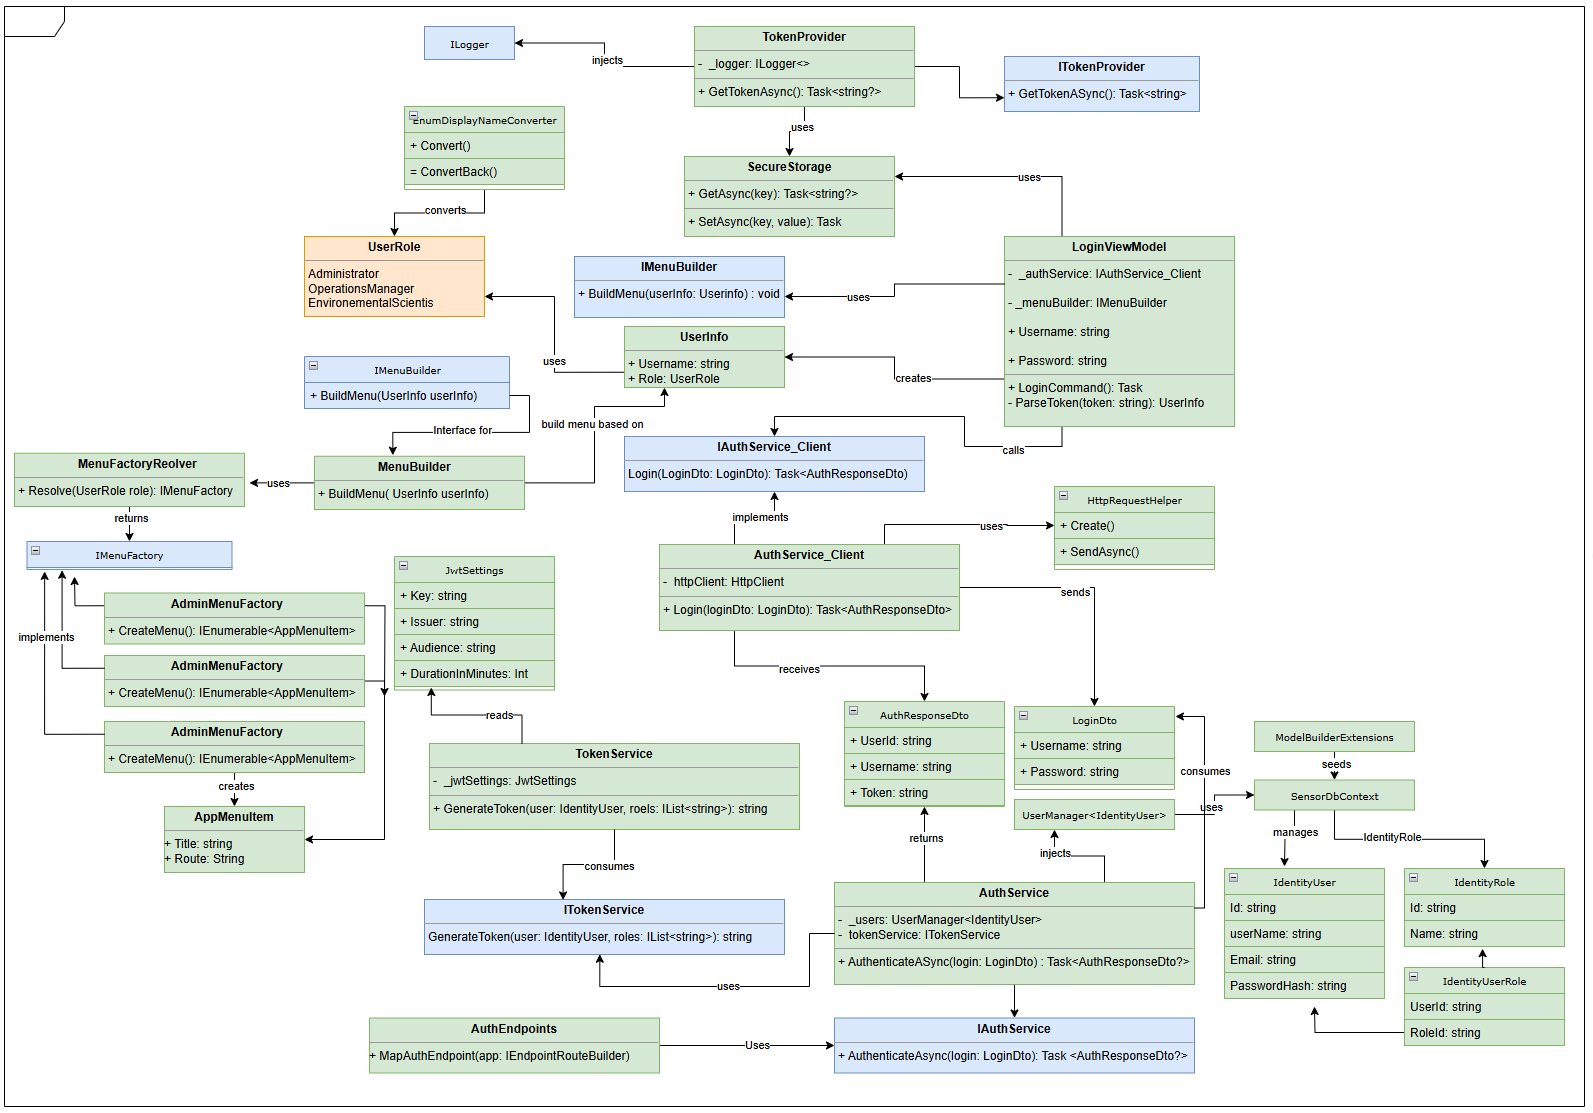 ILogger
injects
TokenProvider
- _logger: ILogger<>
+ GetTokenAsync(): Task<string?>
ITokenProvider
+ GetTokenASync(): Task<string>
uses
EnumDisplayNameConverter
+ Convert()
= ConvertBack()
converts
SecureStorage
+ GetAsync(key): Task<string?>
+ SetAsync(key, value): Task
uses
UserRole
Administrator
OperationsManager
EnvironementalScientis
IMenuBuilder
+ BuildMenu(userInfo: Userinfo) : void
uses
LoginViewModel
- _authService: IAuthService_Client
- _menuBuilder: IMenuBuilder
+ Username: string
+ Password: string
+ LoginCommand(): Task
- ParseToken(token: string): UserInfo
UserInfo
+ Username: string
+ Role: UserRole
uses
creates
IMenuBuilder
+ BuildMenu(UserInfo userInfo)
Interface for
build menu based on
calls
IAuthService_Client
Login(LoginDto: LoginDto): Task<AuthResponseDto)
MenuFactoryReolver
+ Resolve(UserRole role): IMenuFactory
uses
MenuBuilder
+ BuildMenu( UserInfo userInfo)
returns
IMenuFactory
implements
uses
HttpRequestHelper
+ Create()
+ SendAsync()
AuthService_Client
- httpClient: HttpClient
+ Login(loginDto: LoginDto): Task<AuthResponseDto>
sends
receives
JwtSettings
+ Key: string
+ Issuer: string
+ Audience: string
+ DurationInMinutes: Int
implements
AdminMenuFactory
+ CreateMenu(): IEnumerable<AppMenuItem>
AdminMenuFactory
+ CreateMenu(): IEnumerable<AppMenuItem>
AdminMenuFactory
+ CreateMenu(): IEnumerable<AppMenuItem>
creates
AppMenuItem
+ Title: string
+ Route: String
reads
TokenService
- _jwtSettings: JwtSettings
+ GenerateToken(user: IdentityUser, roels: IList<string>): string
consumes
AuthResponseDto
+ UserId: string
+ Username: string
+ Token: string
LoginDto
+ Username: string
+ Password: string
consumes
UserManager<IdentityUser>
uses
ModelBuilderExtensions
seeds
SensorDbContext
manages
IdentityRole
returns
injects
ITokenService
GenerateToken(user: IdentityUser, roles: IList<string>): string
uses
AuthService
- _users: UserManager<IdentityUser>
- tokenService: ITokenService
+ AuthenticateASync(login: LoginDto) : Task<AuthResponseDto?>
IdentityUser
Id: string
userName: string
Email: string
PasswordHash: string
IdentityRole
Id: string
Name: string
IdentityUserRole
UserId: string
RoleId: string
AuthEndpoints
+ MapAuthEndpoint(app: IEndpointRouteBuilder)
Uses
IAuthService
+ AuthenticateAsync(login: LoginDto): Task <AuthResponseDto?>